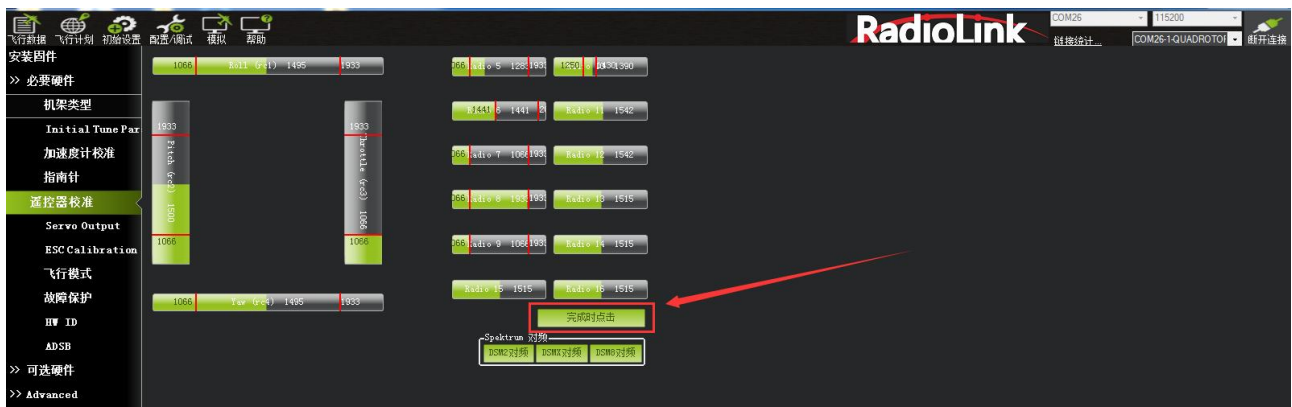 飞行数据 飞行计划 初始设置 配置/调试 模拟 帮助
RadioLink
COM26
115200
链接统计...
COM26-1-QUADROTOR
断开连接
安装固件
>> 必要硬件
机架类型
Initial Tune Par
加速度计校准
指南针
遥控器校准
Servo Output
ESC Calibration
飞行模式
故障保护
HW ID
ADSB
>> 可选硬件
>> Advanced
1066 Roll (rc1) 1495 1933
1933
Pitch (rc2) 1500
1066
1933
Throttle (rc3) 1066
1066
1066 Yaw (rc4) 1495 1933
Radio 7 1066
Radio 8
Radio 9 1066
Radio 15 1515
1250
1390
1441 1441
1542
Radio 12 1542
Radio 13 1515
Radio 14 1515
Radio 16 1515
完成时点击
Spektrum 对频
DSM2对频 DSMX对频 DSM8对频